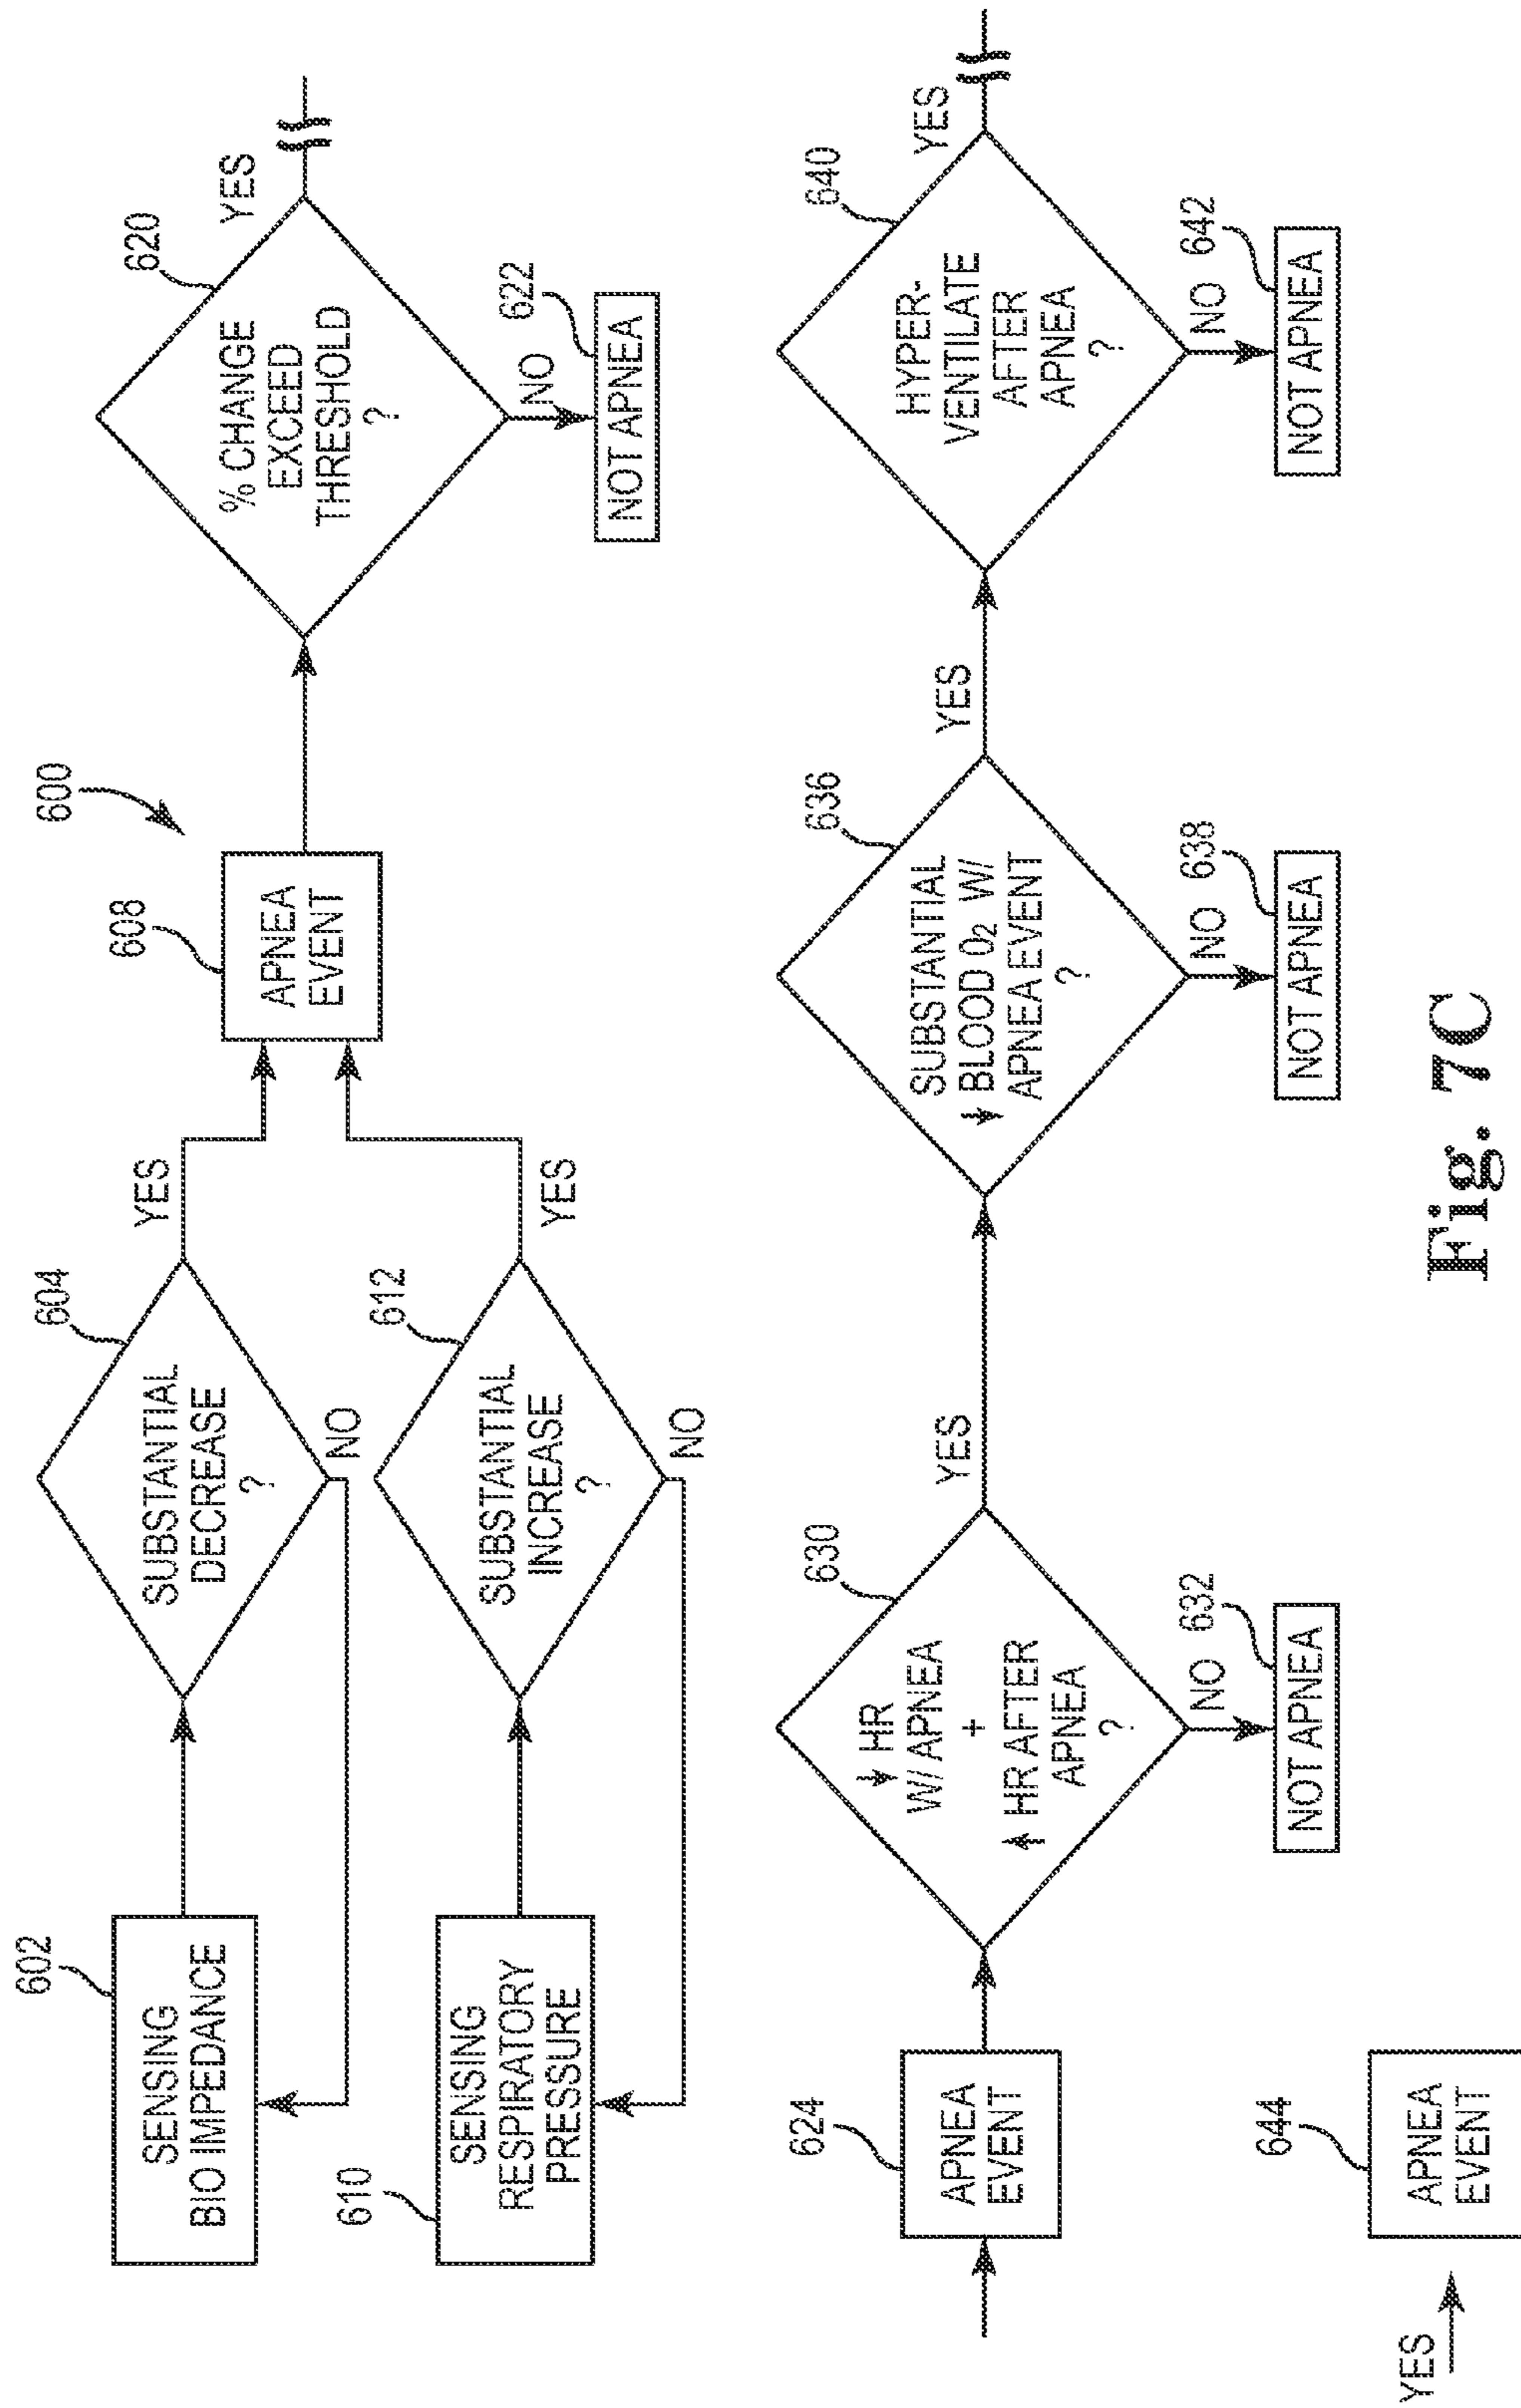 600
602
SENSING
BIO IMPEDANCE
604
SUBSTANTIAL
DECREASE
?
YES
NO
610
SENSING
RESPIRATORY
PRESSURE
612
SUBSTANTIAL
INCREASE
?
YES
NO
608
APNEA
EVENT
620
% CHANGE
EXCEED
THRESHOLD
?
YES
NO
622
NOT APNEA
624
APNEA
EVENT
630
↓ HR
W/ APNEA
+
↑ HR AFTER
APNEA
?
YES
NO
632
NOT APNEA
636
SUBSTANTIAL
↓ BLOOD O₂ W/
APNEA EVENT
?
YES
NO
638
NOT APNEA
640
HYPER-
VENTILATE
AFTER
APNEA
?
YES
NO
642
NOT APNEA
YES
644
APNEA
EVENT
Fig. 7C